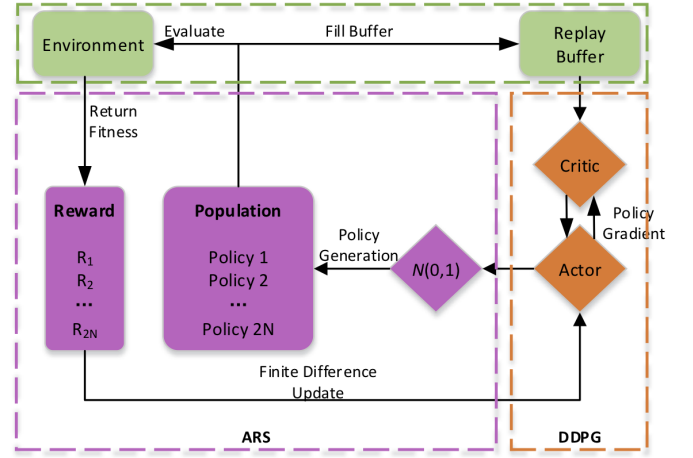 Evaluate
Fill Buffer
Environment
Replay
Buffer
Return
Fitness
Critic
Reward
Population
Policy
Gradient
R₁
R₂
...
R₂N
Policy 1
Policy 2
...
Policy 2N
Policy
Generation
N(0,1)
Actor
Finite Difference
Update
ARS
DDPG